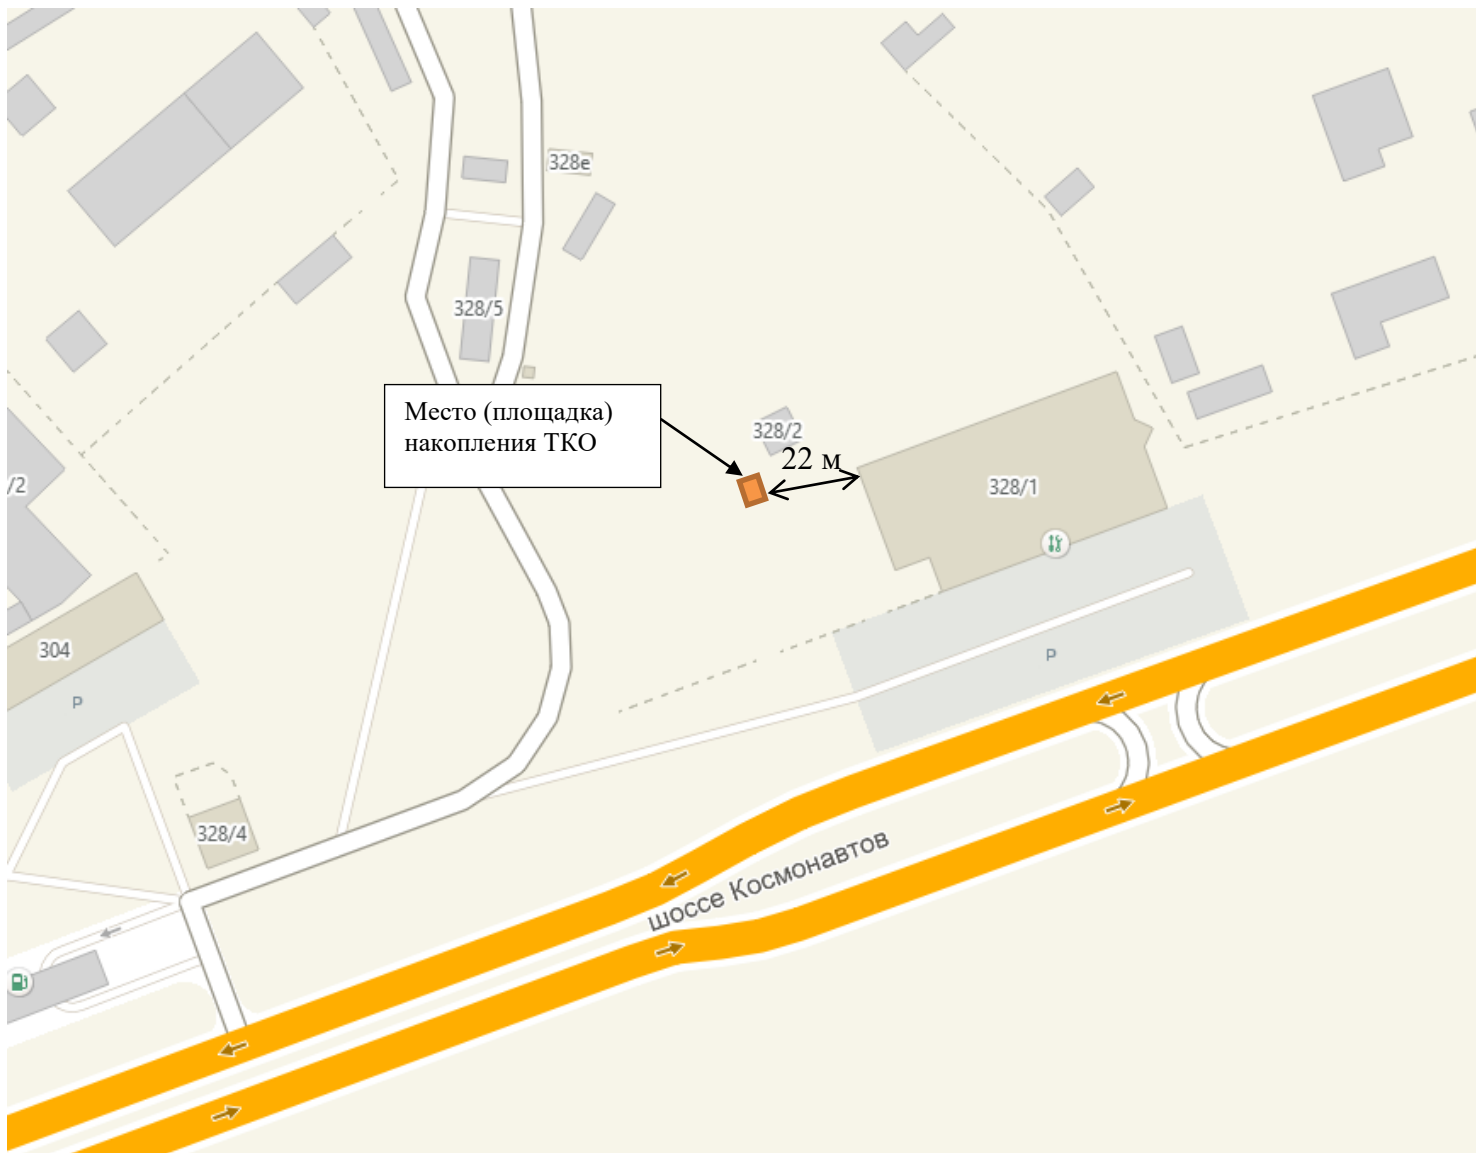 328е
328/5
Место (площадка)
накопления ТКО
328/2
22 м
/2
328/1
304
P
P
328/4
шоссе Космонавтов